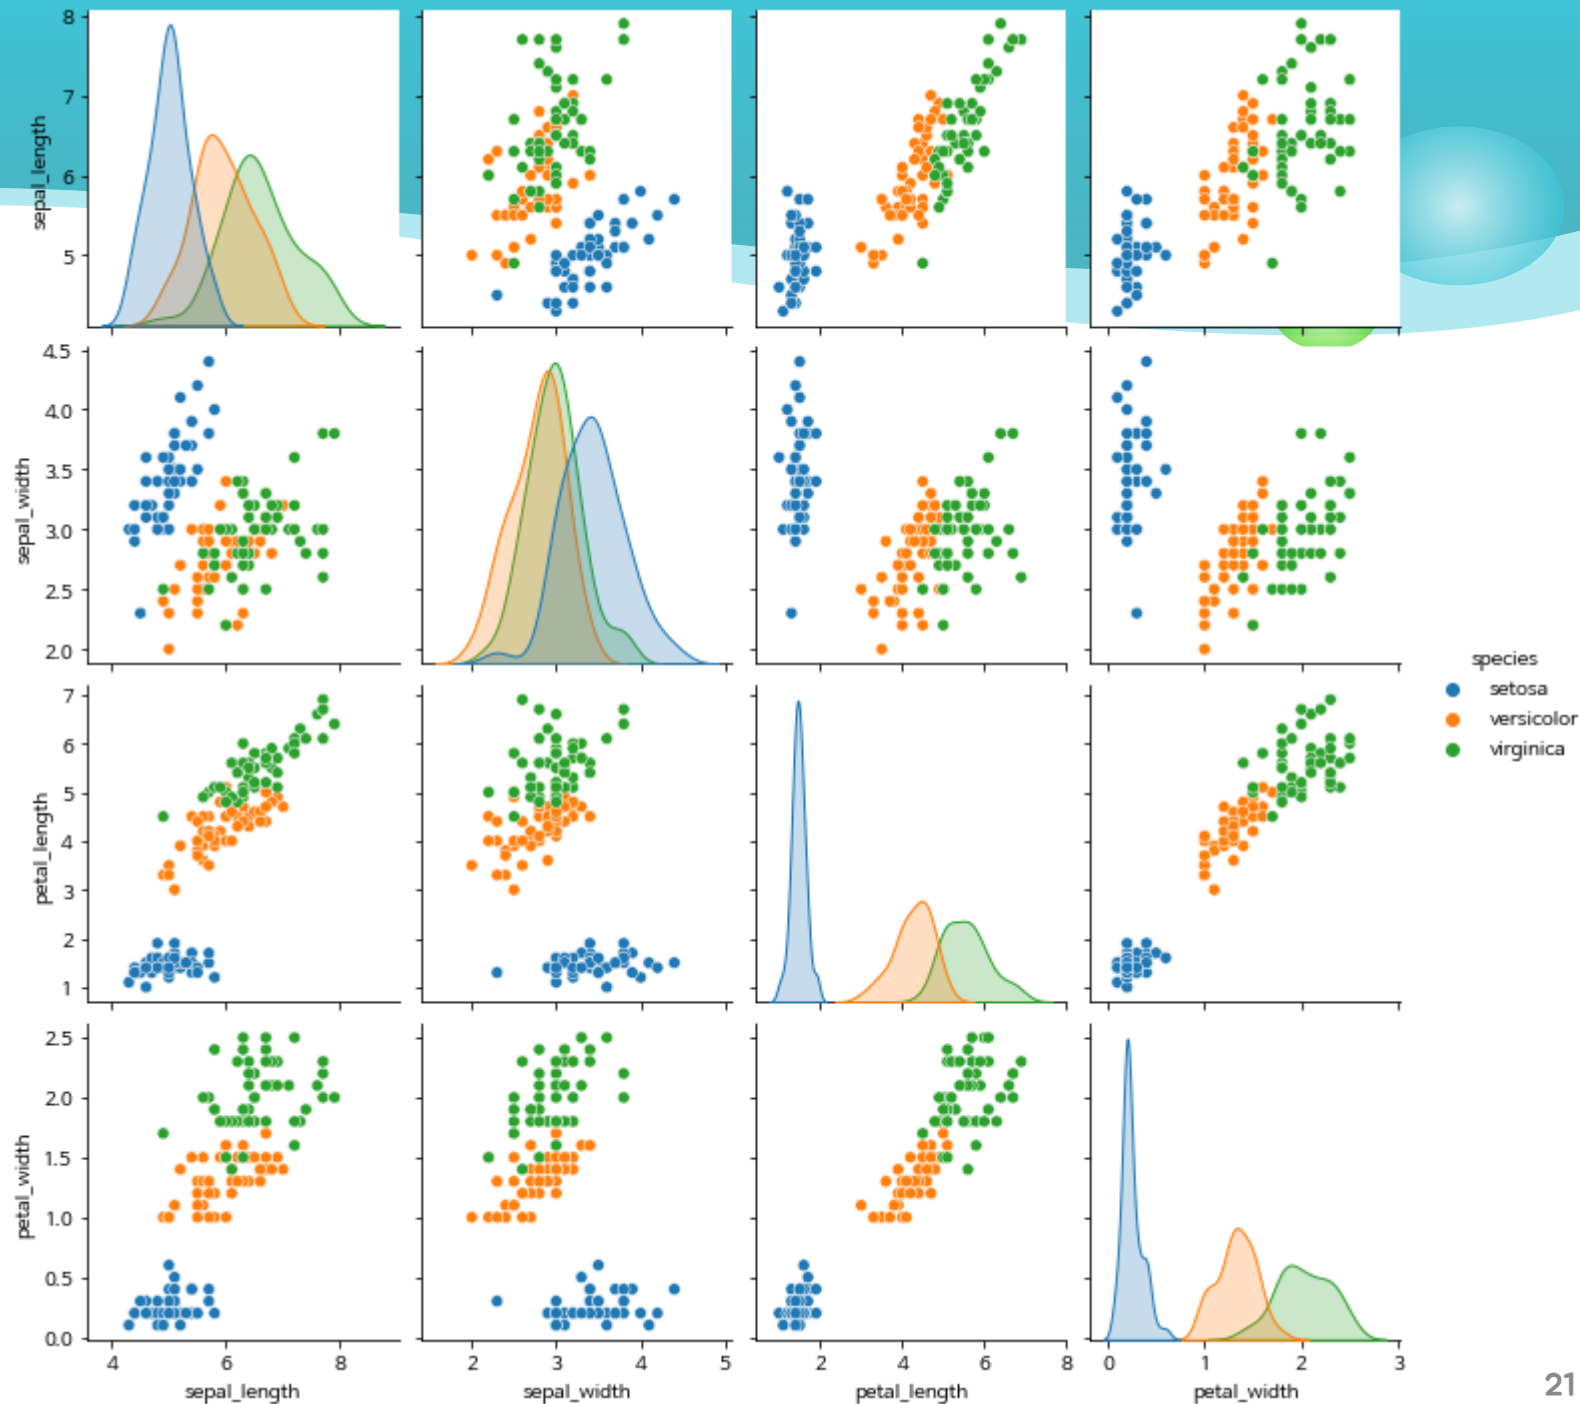 8
7
6
5
sepal_length
4.5
4.0
3.5
3.0
2.5
2.0
sepal_width
species
setosa
versicolor
virginica
7
6
5
4
3
2
1
petal_length
2.5
2.0
1.5
1.0
0.5
0.0
petal_width
4 6 8
2 3 4 5
2 4 6 8
0 1 2 3
sepal_length
sepal_width
petal_length
petal_width
21